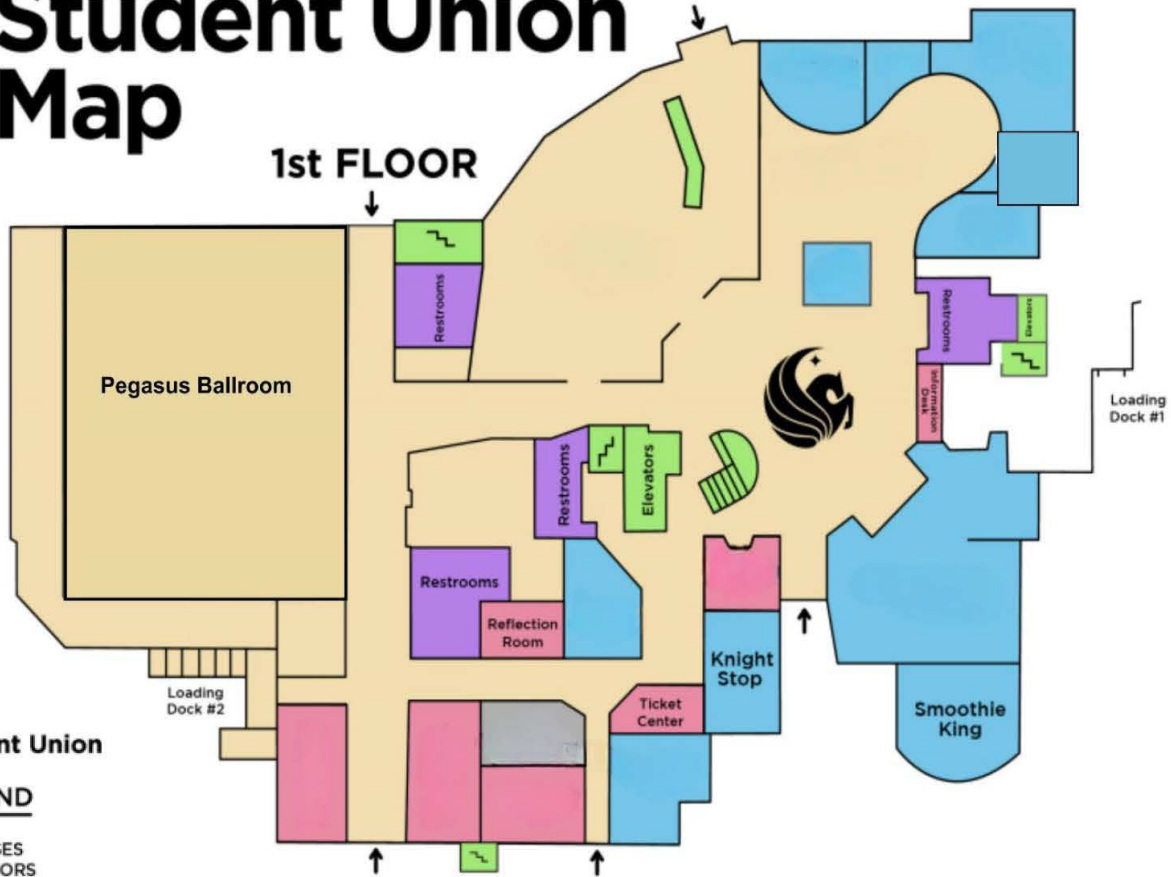 Student Union
Map
1st FLOOR
Restrooms
Pegasus Ballroom
Restrooms
Elevators
Information
Desk
Loading
Dock #1
Restrooms
Elevators
Restrooms
Reflection
Room
Knight
Stop
Ticket
Center
Smoothie
King
Loading
Dock #2
nt Union
ND
SES
ORS